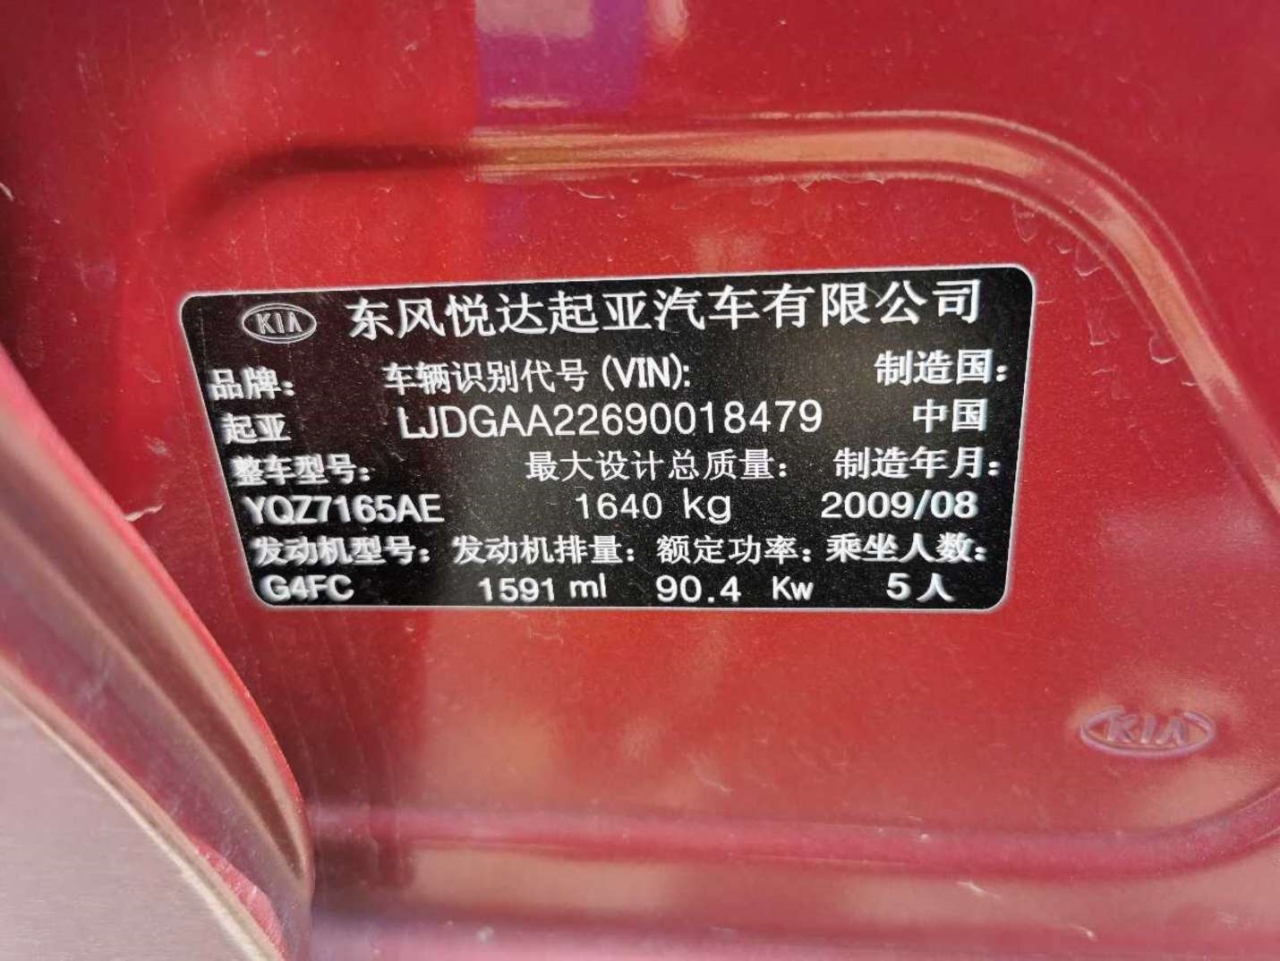 KIA 东风悦达起亚汽车有限公司
品牌: 车辆识别代号(VIN): 制造国:
起亚 LJDGAA22690018479 中国
整车型号: 最大设计总质量: 制造年月:
YQZ7165AE 1640 kg 2009/08
发动机型号: 发动机排量: 额定功率: 乘坐人数:
G4FC 1591 ml 90.4 Kw 5人
KIA